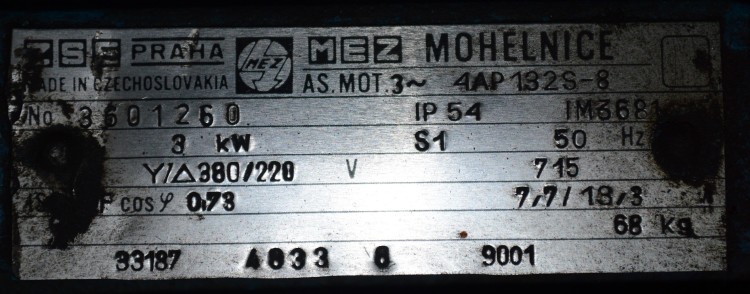 ZSE PRAHA MEZ MEZ MOHELNICE
MADE IN CZECHOSLOVAKIA AS. MOT. 3~ 4AP 132S-8
No 3601260 IP 54 IM3681
3 kW S1 50 Hz
Y/Δ 380/220 V 715
cos φ 0,73 7,7/13,3
68 kg
33187 9001